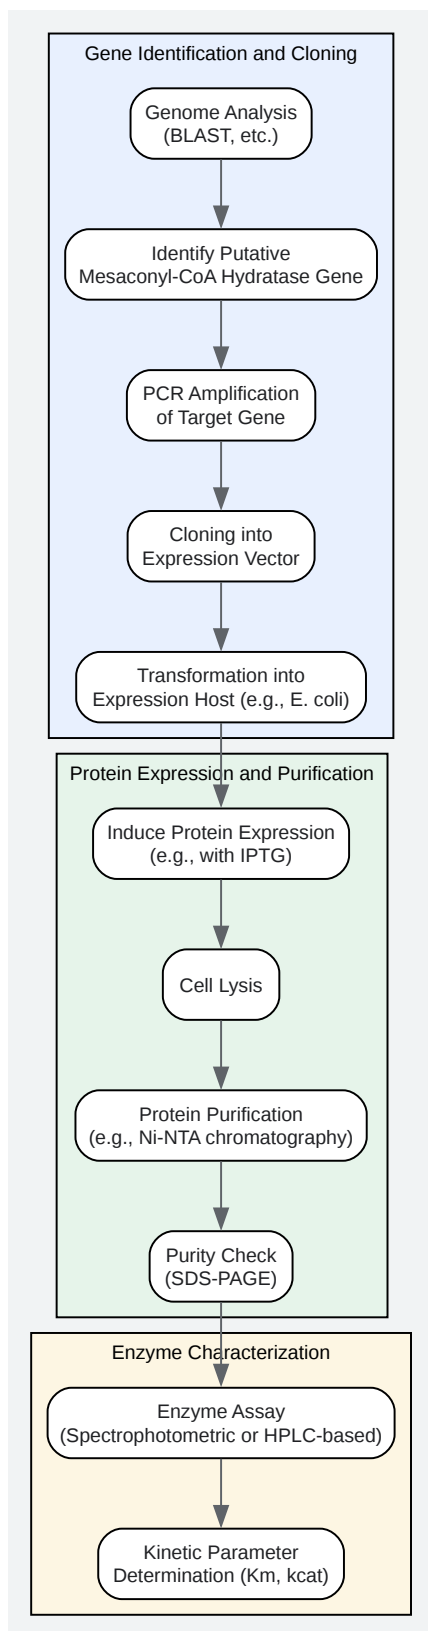 Gene Identification and Cloning
Genome Analysis
(BLAST, etc.)
Identify Putative
Mesaconyl-CoA Hydratase Gene
PCR Amplification
of Target Gene
Cloning into
Expression Vector
Transformation into
Expression Host (e.g., E. coli)
Protein Expression and Purification
Induce Protein Expression
(e.g., with IPTG)
Cell Lysis
Protein Purification
(e.g., Ni-NTA chromatography)
Purity Check
(SDS-PAGE)
Enzyme Characterization
Enzyme Assay
(Spectrophotometric or HPLC-based)
Kinetic Parameter
Determination (Km, kcat)